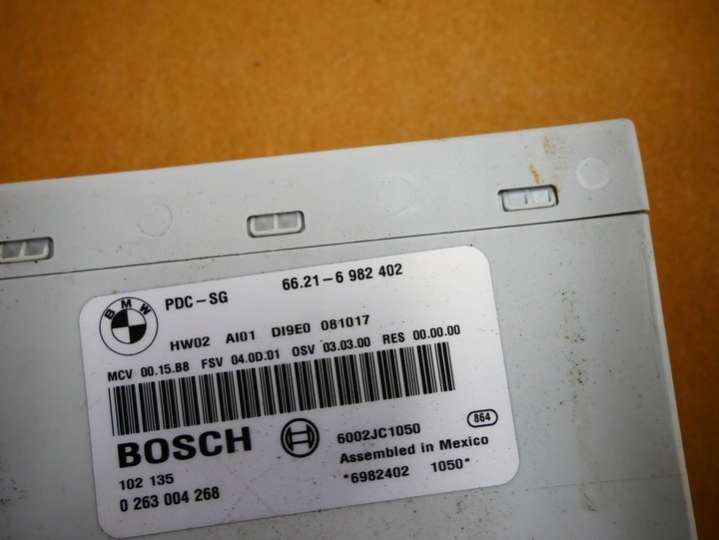 BMW
PDC-SG 66.21-6 982 402
HW02 AI01 DI9E0 081017
MCV 00.15.B8 FSV 04.0D.01 OSV 03.03.00 RES 00.00.00
BOSCH 6002JC1050 864
Assembled in Mexico
102 135 *6982402 1050*
0 263 004 268